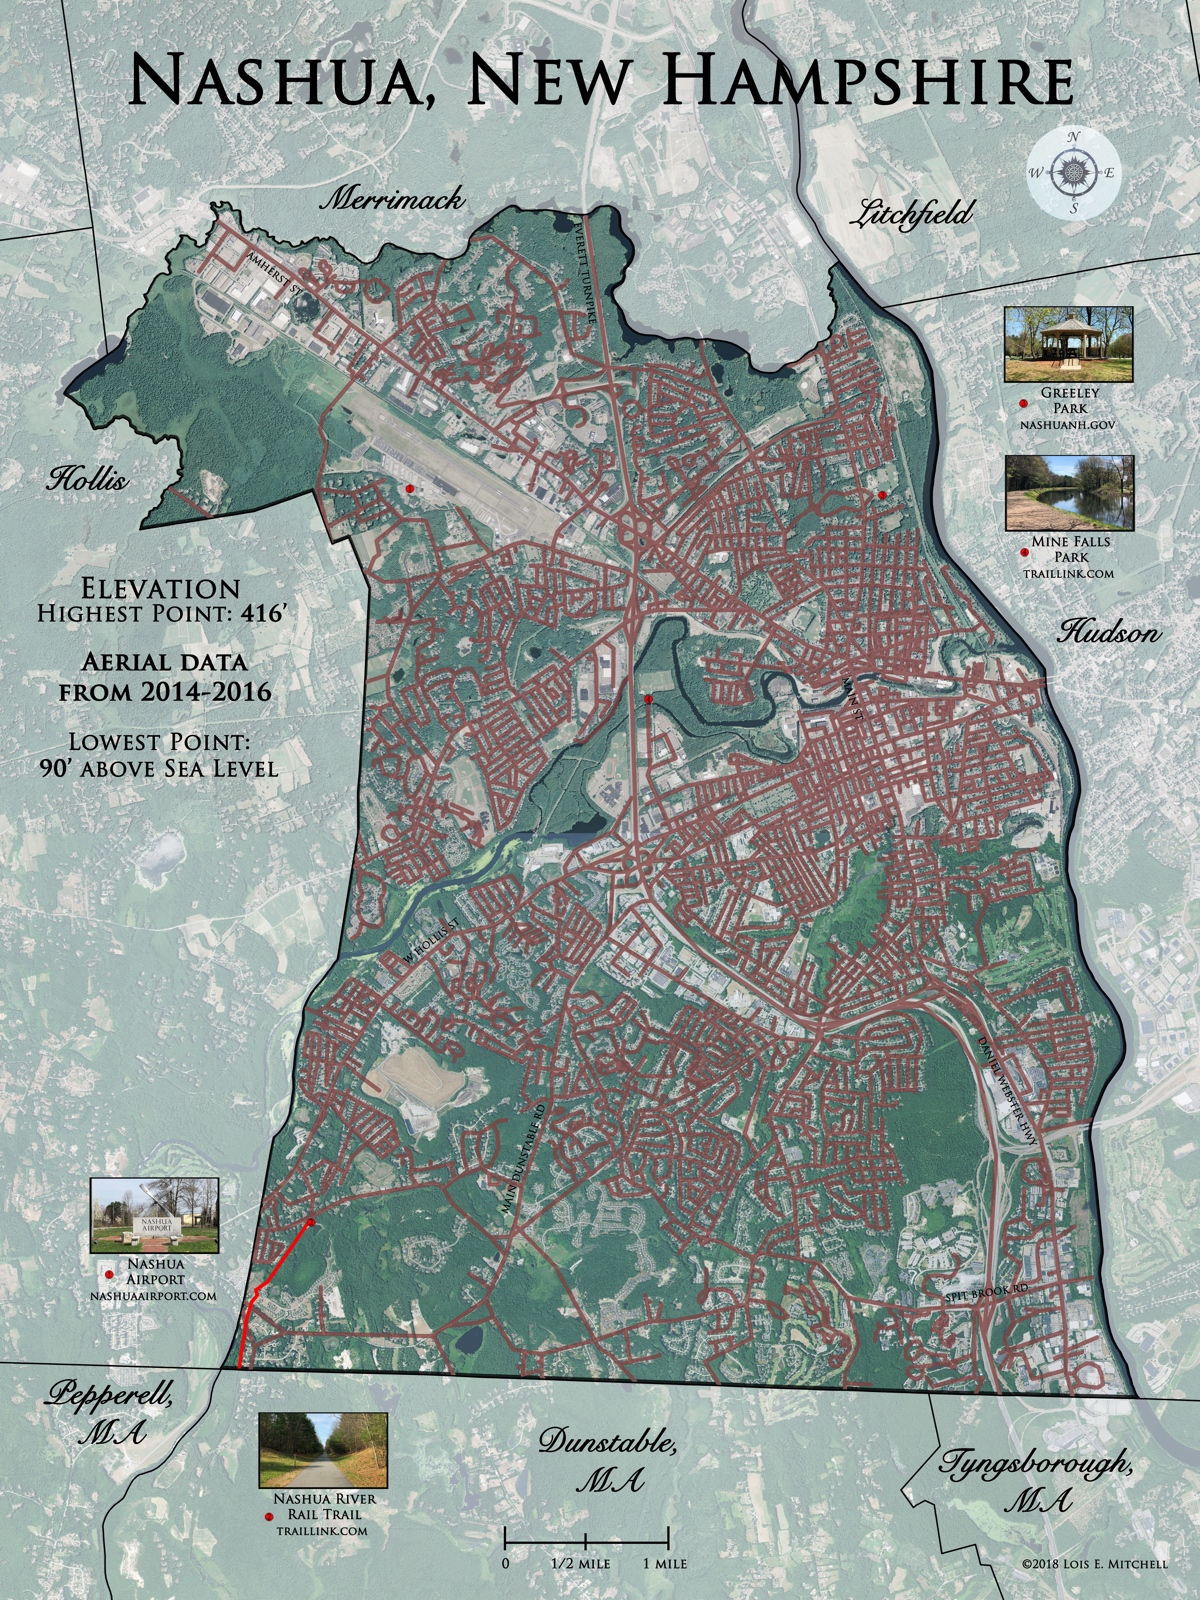 Nashua, New Hampshire
N
W E
S
Merrimack
Litchfield
Everett Turnpike
Amherst St
Greeley
Park
nashuanh.gov
Hollis
Mine Falls
Park
traillink.com
Elevation
Highest Point: 416'
Hudson
Aerial data
from 2014-2016
Main St
Lowest Point:
90' above Sea Level
W Hollis St
Daniel Webster Hwy
Main Dunstable Rd
Nashua
Airport
Nashua
Airport
nashuaairport.com
Spit Brook Rd
Pepperell,
MA
Dunstable,
MA
Tyngsborough,
MA
Nashua River
Rail Trail
traillink.com
0 1/2 mile 1 mile
©2018 Lois E. Mitchell